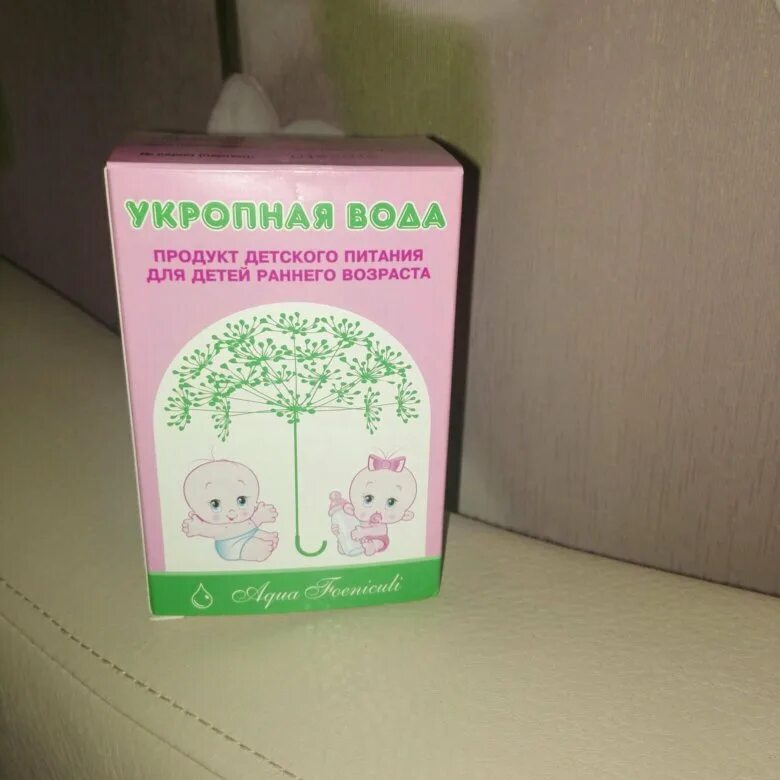 УКРОПНАЯ ВОДА
ПРОДУКТ ДЕТСКОГО ПИТАНИЯ
ДЛЯ ДЕТЕЙ РАННЕГО ВОЗРАСТА
Aqua Foeniculi